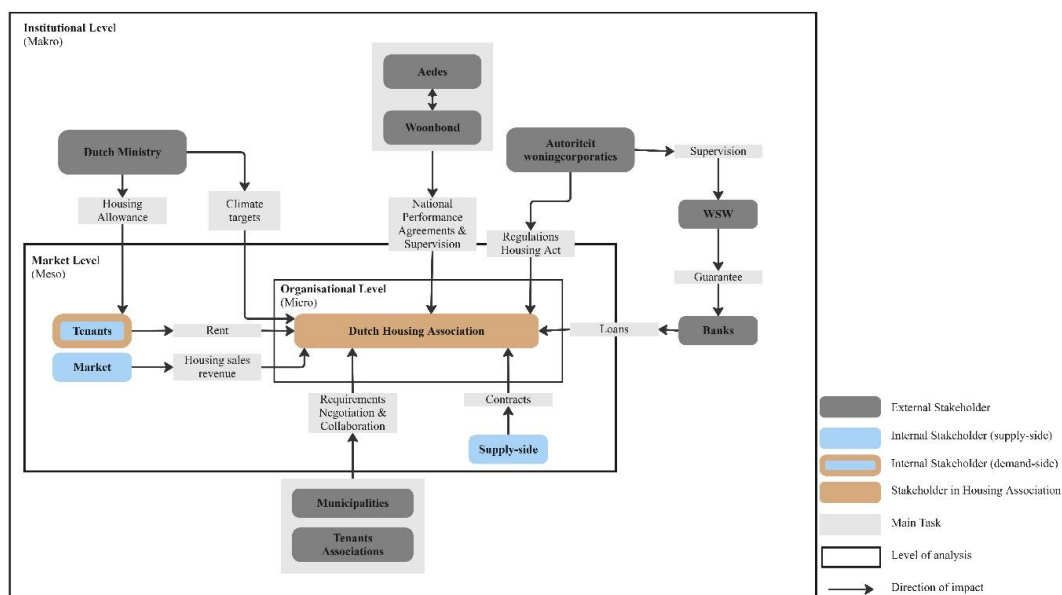 Institutional Level
(Makro)
Aedes
Woonbond
Dutch Ministry
Autoriteit
woningcorporaties
Supervision
Housing
Allowance
Climate
targets
National
Performance
Agreements &
Supervision
WSW
Regulations
Housing Act
Market Level
(Meso)
Guarantee
Organisational Level
(Micro)
Tenants
Rent
Dutch Housing Association
Loans
Banks
Market
Housing sales
revenue
Requirements
Negotiation &
Collaboration
Contracts
Supply-side
Municipalities
Tenants
Associations
External Stakeholder
Internal Stakeholder (supply-side)
Internal Stakeholder (demand-side)
Stakeholder in Housing Association
Main Task
Level of analysis
Direction of impact